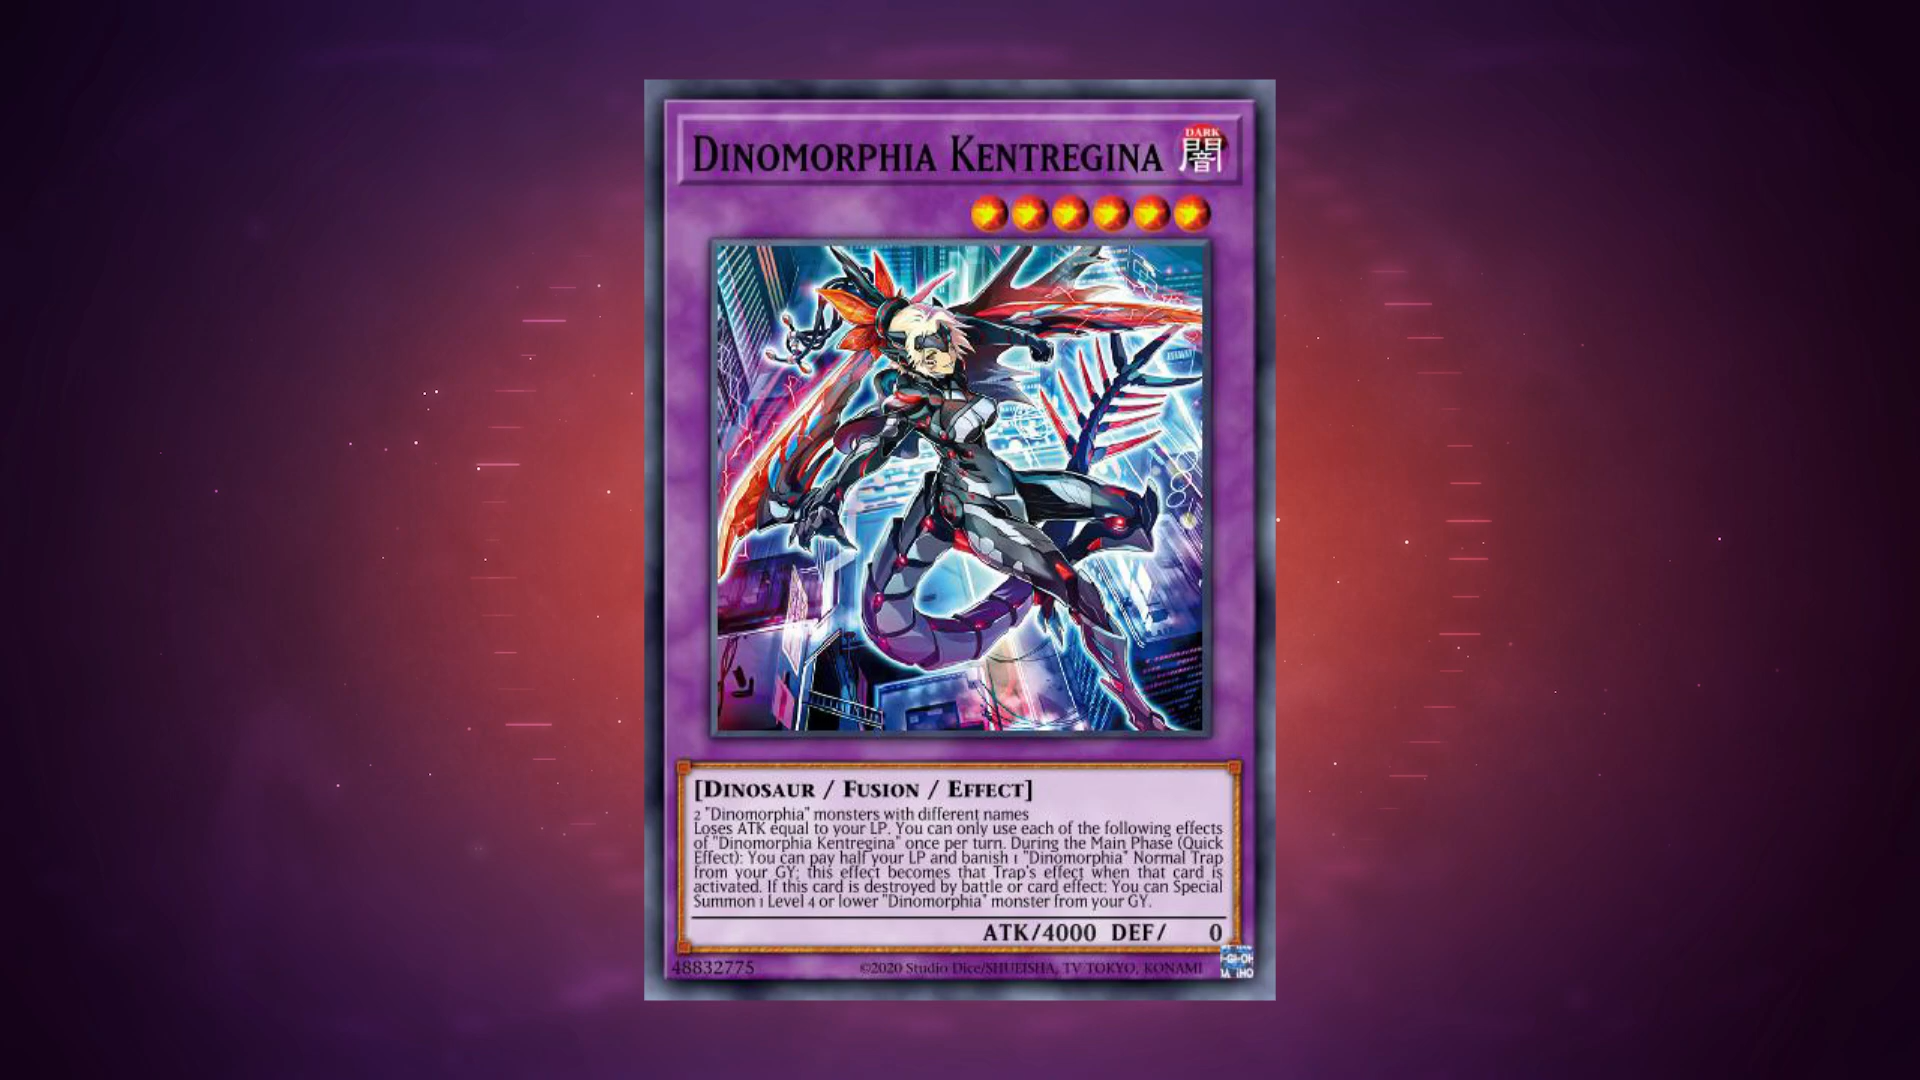 DINOMORPHIA KENTREGINA
DARK
闇
[DINOSAUR / FUSION / EFFECT]
2 "Dinomorphia" monsters with different names
Loses ATK equal to your LP. You can only use each of the following effects
of "Dinomorphia Kentregina" once per turn. During the Main Phase (Quick
Effect): You can pay half your LP and banish 1 "Dinomorphia" Normal Trap
from your GY; this effect becomes that Trap's effect when that card is
activated. If this card is destroyed by battle or card effect: You can Special
Summon 1 Level 4 or lower "Dinomorphia" monster from your GY.
ATK/4000 DEF/ 0
48832775 ©2020 Studio Dice/SHUEISHA, TV TOKYO, KONAMI